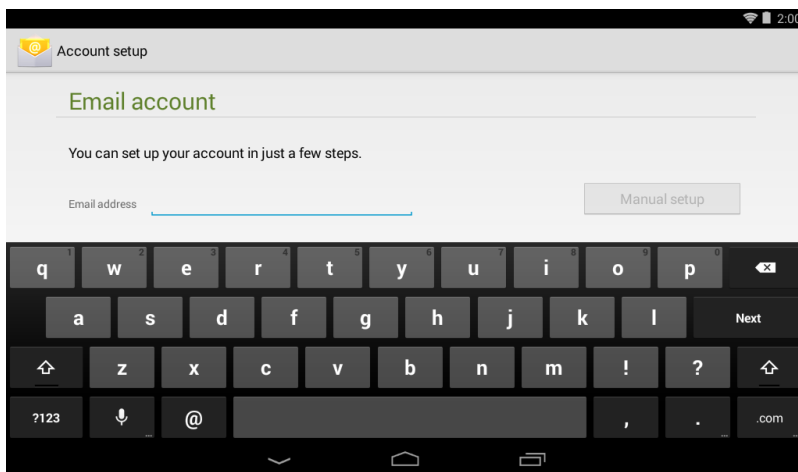 2:00
@ Account setup
Email account
You can set up your account in just a few steps.
Email address
Manual setup
1 2 3 4 5 6 7 8 9 0
q w e r t y u i o p
a s d f g h j k l Next
z x c v b n m ! ?
?123 @ , . .com
... ... ...